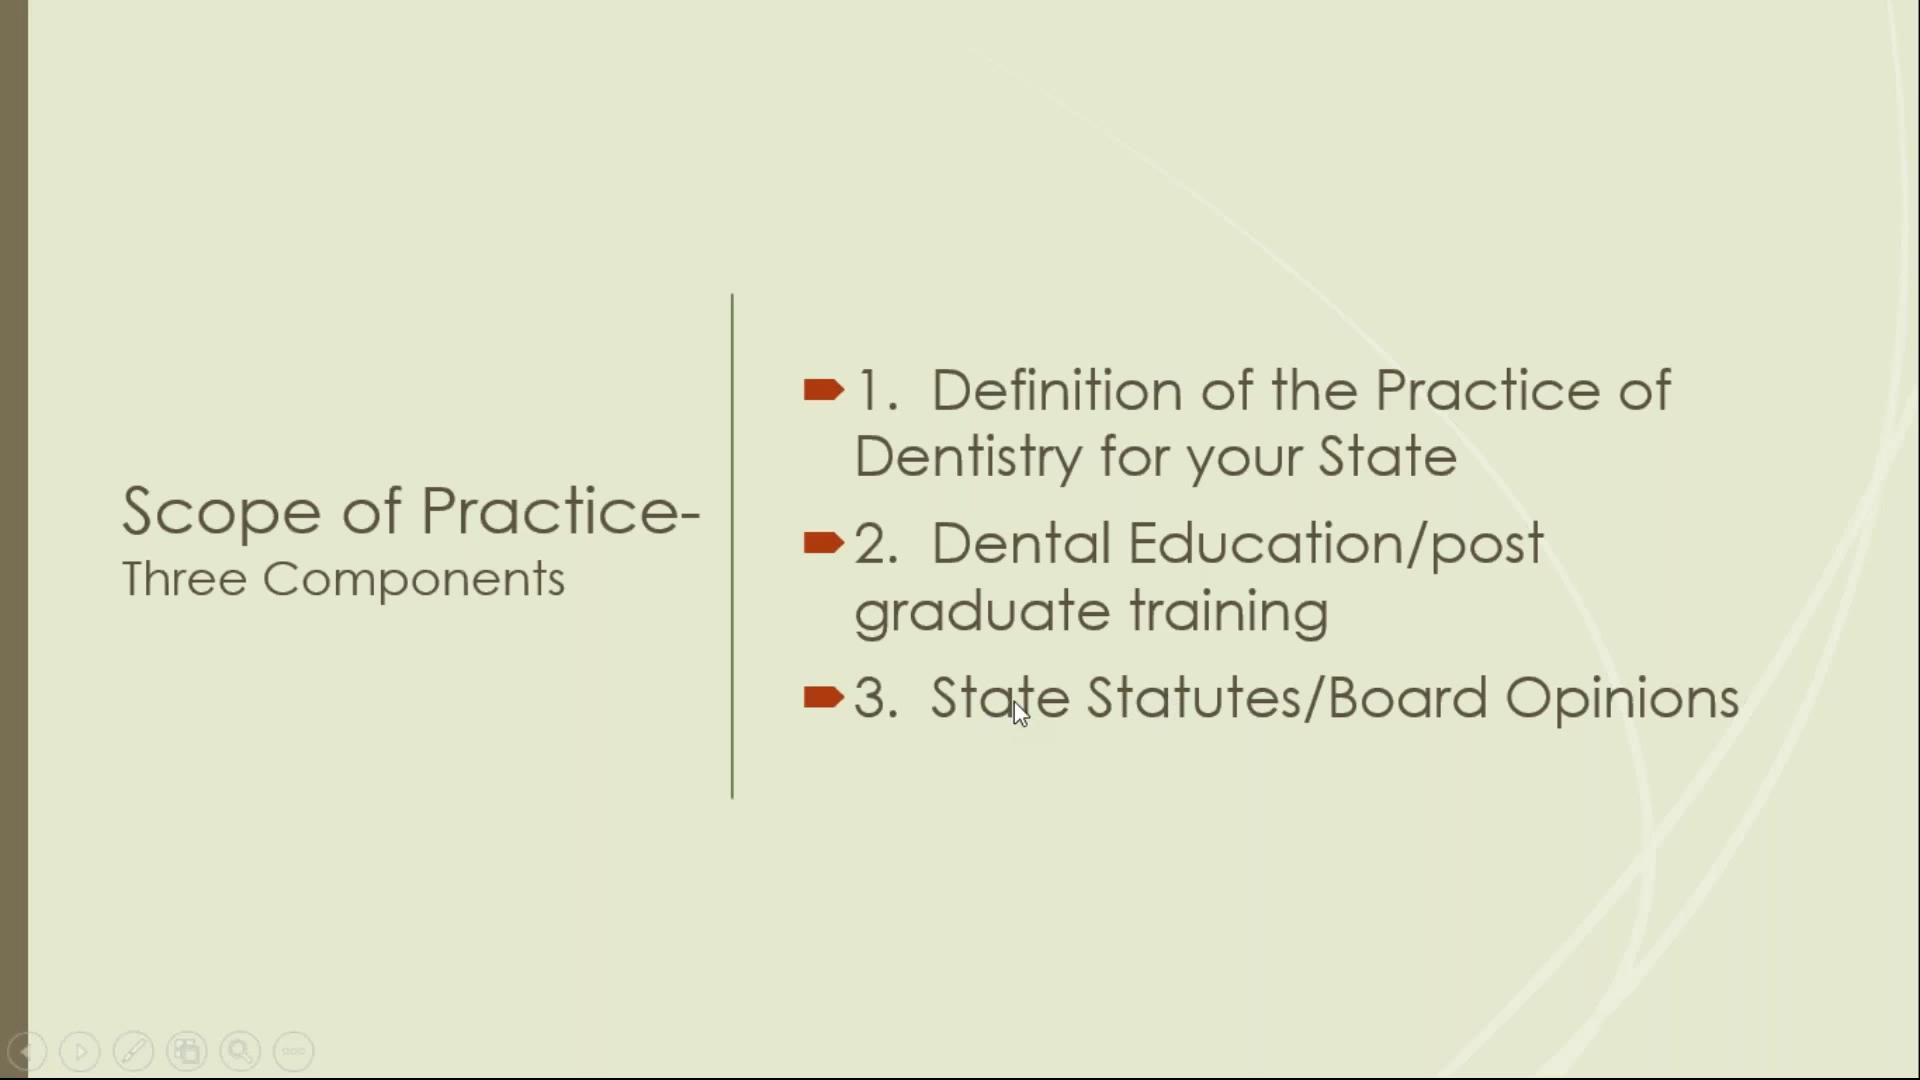 Scope of Practice-
Three Components
1. Definition of the Practice of
Dentistry for your State
2. Dental Education/post
graduate training
3. State Statutes/Board Opinions